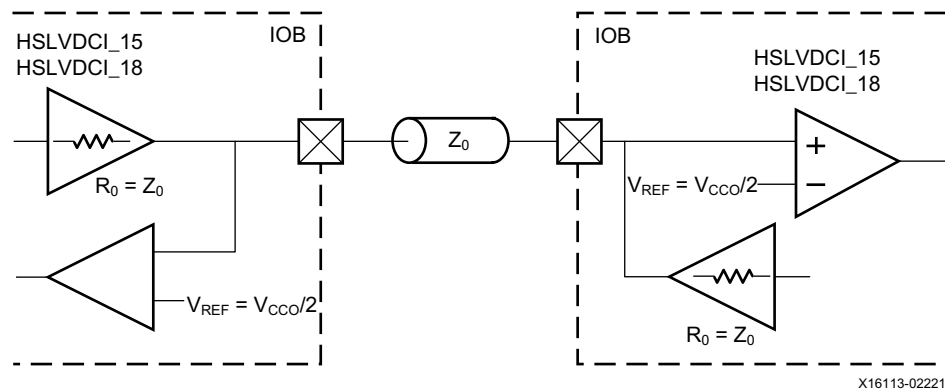 IOB
HSLVDCI_15
HSLVDCI_18
R0 = Z0
VREF = VCCO/2
Z0
IOB
HSLVDCI_15
HSLVDCI_18
+
VREF = VCCO/2
−
R0 = Z0
X16113-02221